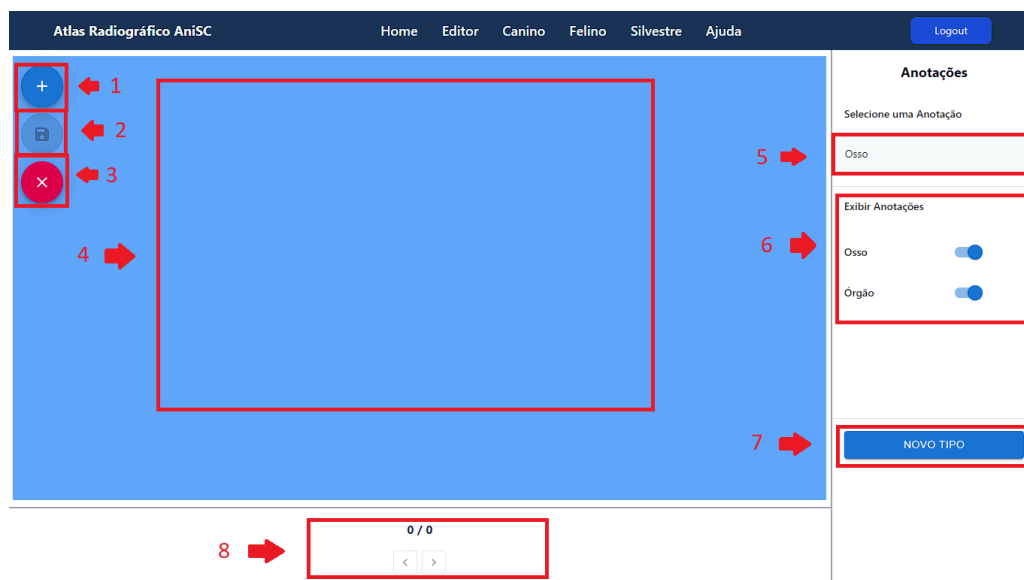 Atlas Radiográfico AniSC Home Editor Canino Felino Silvestre Ajuda Logout
+ 1
2
× 3
4
Anotações
Selecione uma Anotação
5 Osso
Exibir Anotações
6
Osso
Órgão
7 NOVO TIPO
0 / 0
8 < >